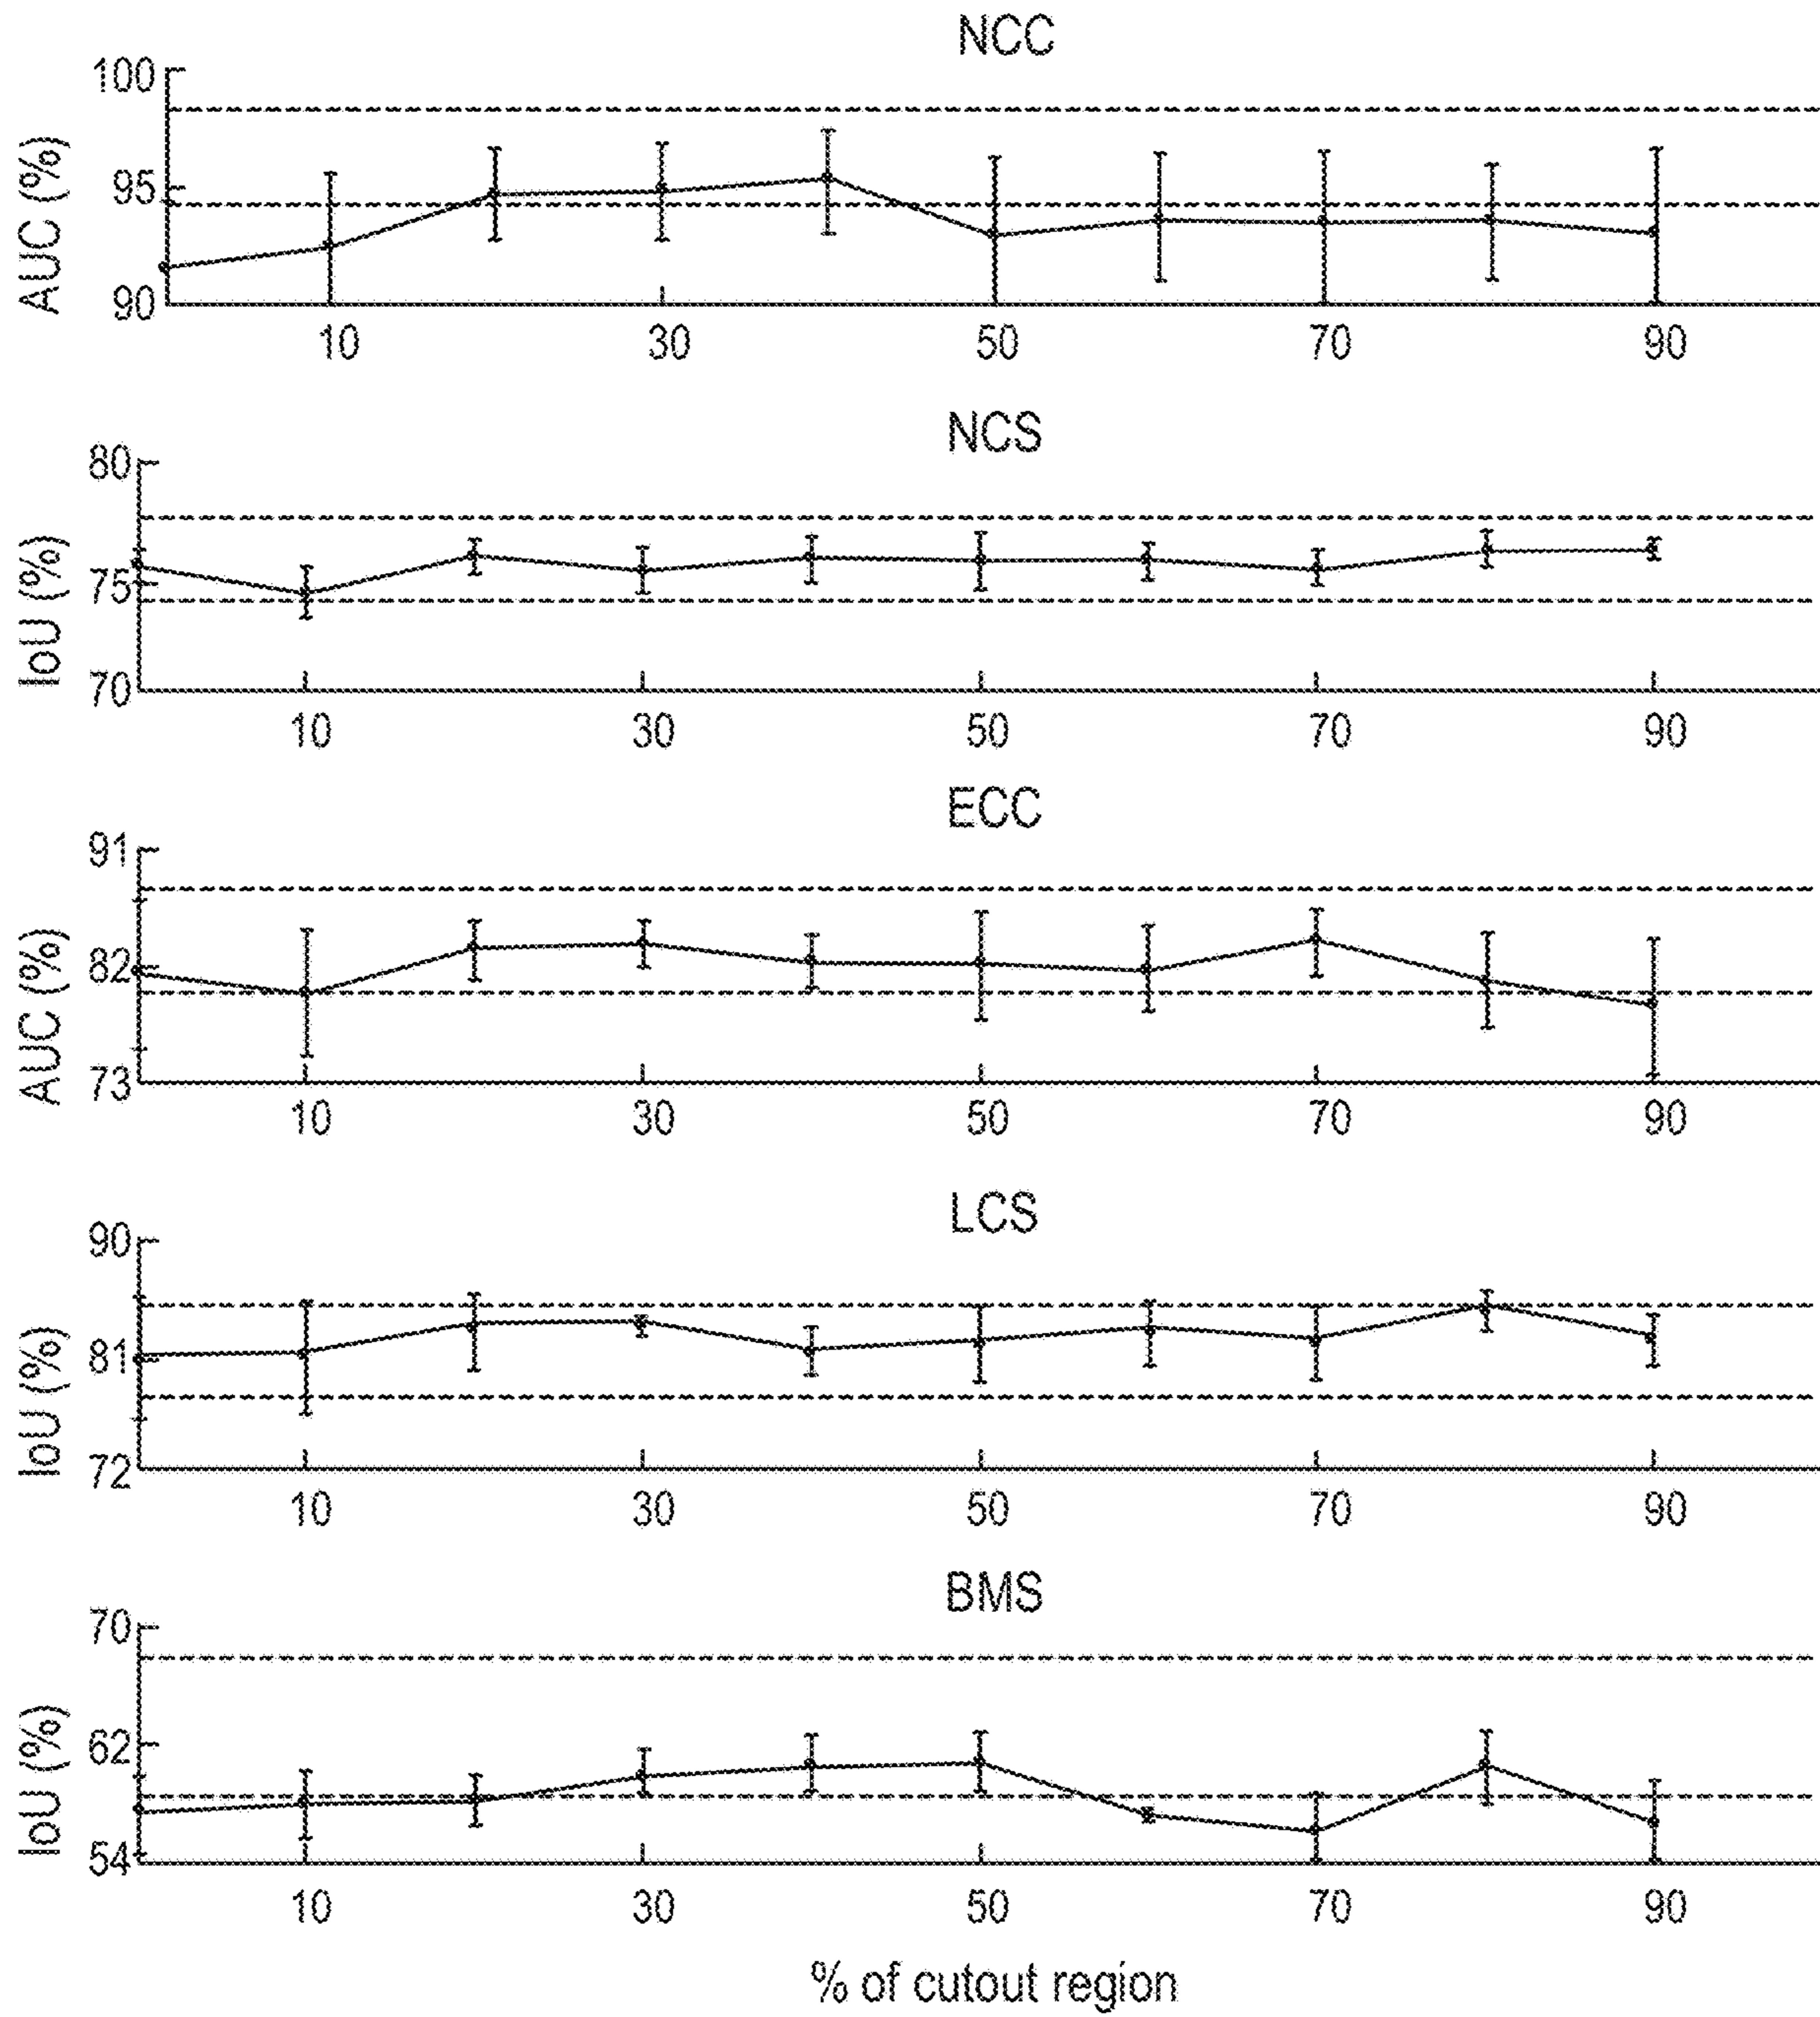 NCC
100
95
90
AUC (%)
10 30 50 70 90
NCS
80
75
70
IoU (%)
10 30 50 70 90
ECC
91
82
73
AUC (%)
10 30 50 70 90
LCS
90
81
72
IoU (%)
10 30 50 70 90
BMS
70
62
54
IoU (%)
10 30 50 70 90
% of cutout region